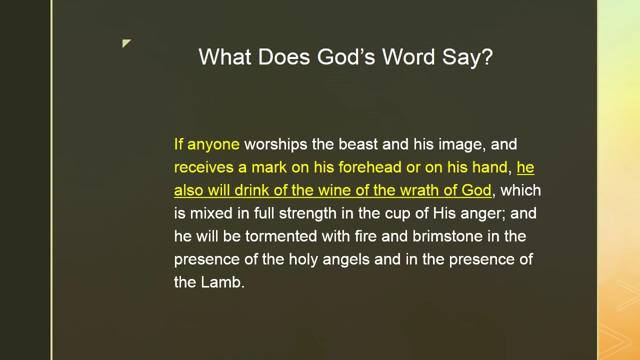 What Does God's Word Say?
If anyone worships the beast and his image, and
receives a mark on his forehead or on his hand, he
also will drink of the wine of the wrath of God, which
is mixed in full strength in the cup of His anger; and
he will be tormented with fire and brimstone in the
presence of the holy angels and in the presence of
the Lamb.